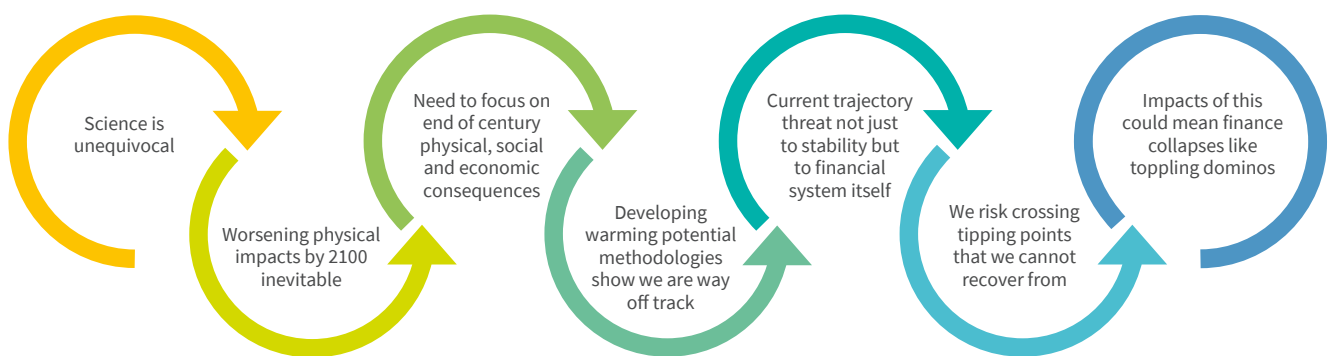 Science is
unequivocal
Worsening physical
impacts by 2100
inevitable
Need to focus on
end of century
physical, social
and economic
consequences
Developing
warming potential
methodologies
show we are way
off track
Current trajectory
threat not just
to stability but
to financial
system itself
We risk crossing
tipping points
that we cannot
recover from
Impacts of this
could mean finance
collapses like
toppling dominos